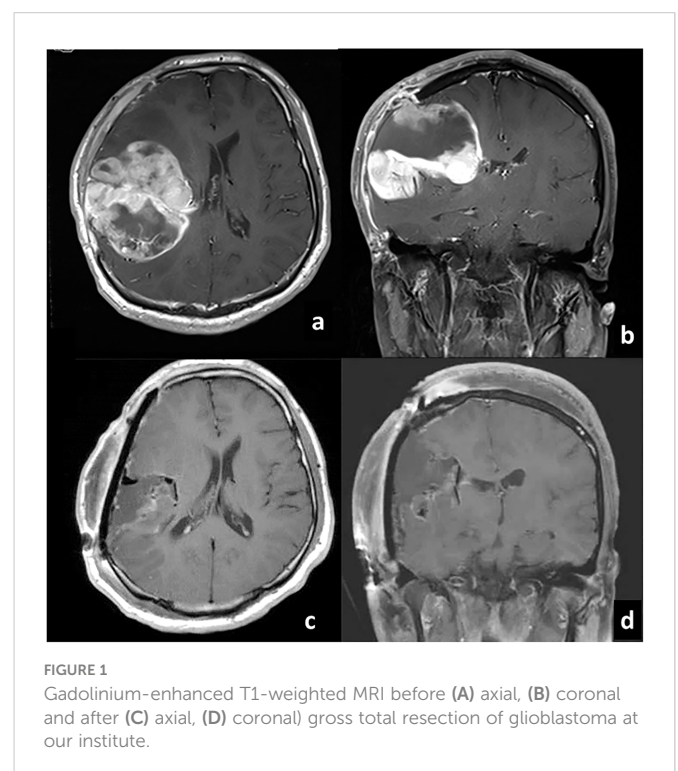 a
b
c
d
FIGURE 1
Gadolinium-enhanced T1-weighted MRI before (A) axial, (B) coronal
and after (C) axial, (D) coronal) gross total resection of glioblastoma at
our institute.